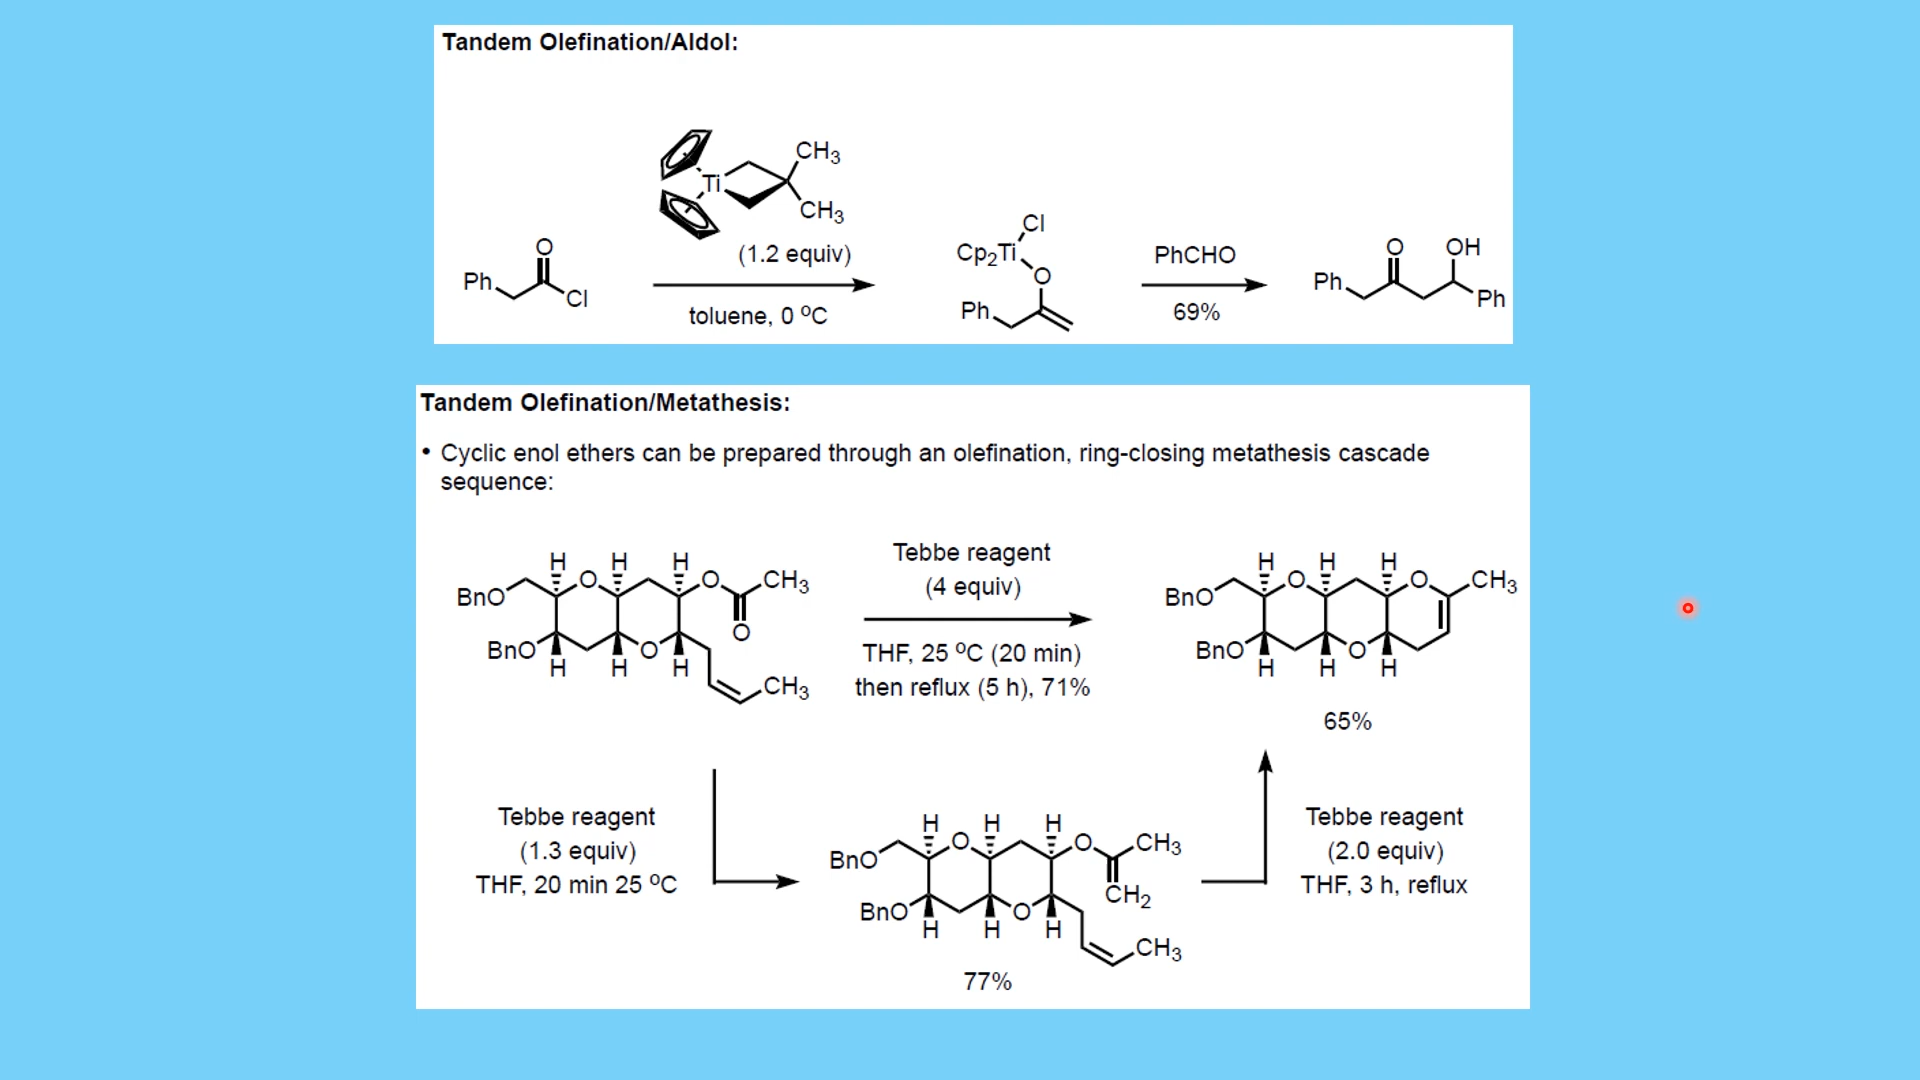 Tandem Olefination/Aldol:
CH3
Ti
CH3
(1.2 equiv)
toluene, 0 ºC
Ph
O
Cl
Cl
Cp2Ti
O
Ph
PhCHO
69%
Ph
O
OH
Ph
Tandem Olefination/Metathesis:
• Cyclic enol ethers can be prepared through an olefination, ring-closing metathesis cascade
sequence:
H H H
BnO O O CH3
O
BnO O
H H H
CH3
Tebbe reagent
(4 equiv)
THF, 25 ºC (20 min)
then reflux (5 h), 71%
H H H
BnO O O CH3
BnO O
H H H
65%
Tebbe reagent
(1.3 equiv)
THF, 20 min 25 ºC
H H H
BnO O O CH3
CH2
BnO O
H H H
CH3
77%
Tebbe reagent
(2.0 equiv)
THF, 3 h, reflux